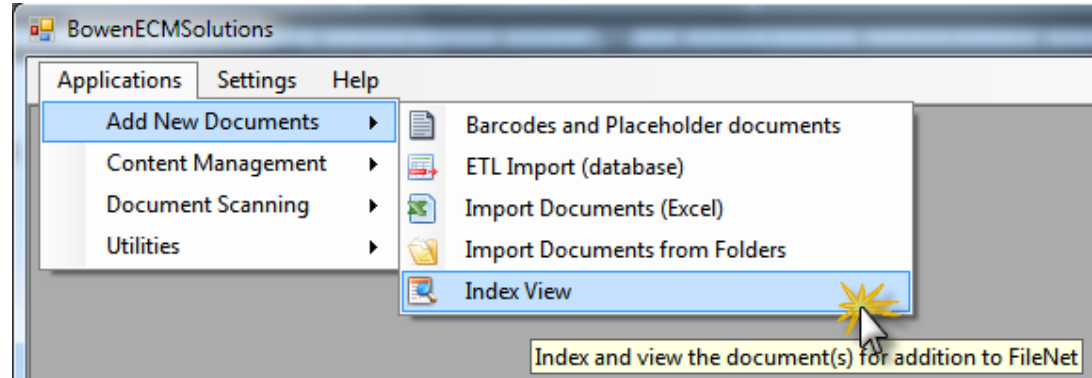 BowenECMSolutions
Applications Settings Help
Add New Documents
Barcodes and Placeholder documents
Content Management
ETL Import (database)
Document Scanning
Import Documents (Excel)
Utilities
Import Documents from Folders
Index View
Index and view the document(s) for addition to FileNet